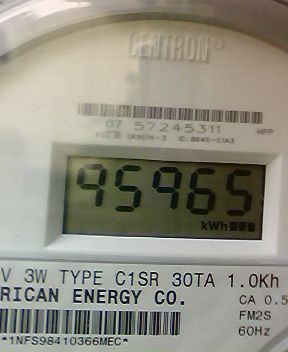 CENTRON®
07 57245311
95965
kWh
V 3W TYPE C1SR 30TA 1.0Kh
RICAN ENERGY CO.
CA 0.5
FM2S
60Hz
*1NFS98410366MEC*